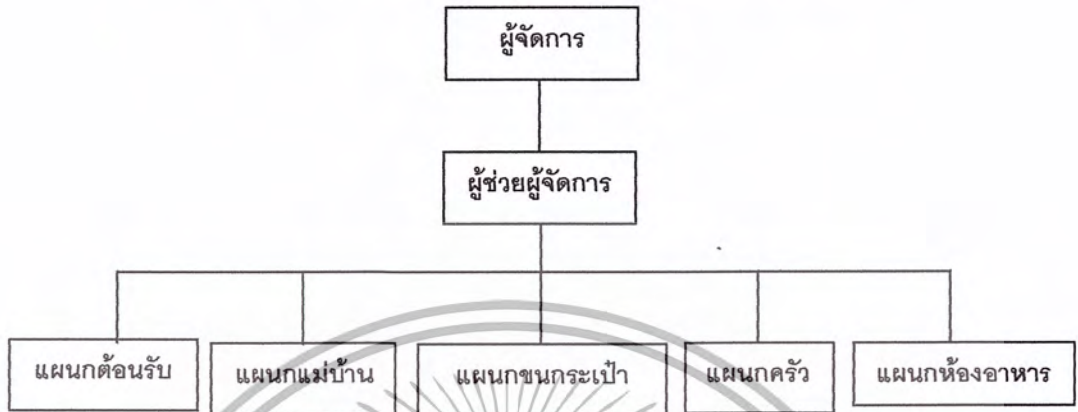 ผู้จัดการ
ผู้ช่วยผู้จัดการ
แผนกต้อนรับ
แผนกแม่บ้าน
แผนกขนกระเป๋า
แผนกครัว
แผนกห้องอาหาร